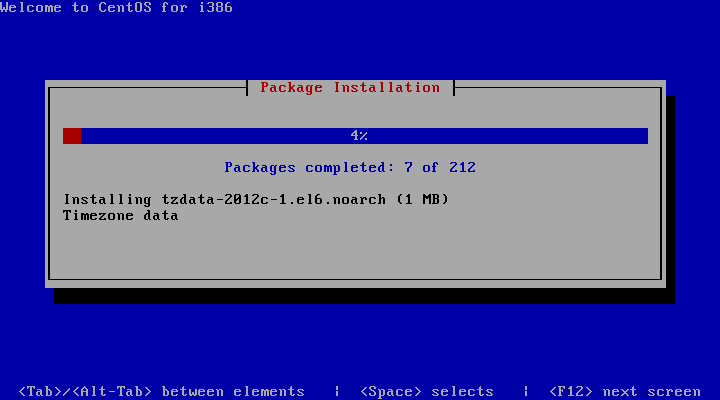 Welcome to CentOS for i386
Package Installation
4%
Packages completed: 7 of 212
Installing tzdata-2012c-1.el6.noarch (1 MB)
Timezone data
<Tab>/<Alt-Tab> between elements | <Space> selects | <F12> next screen